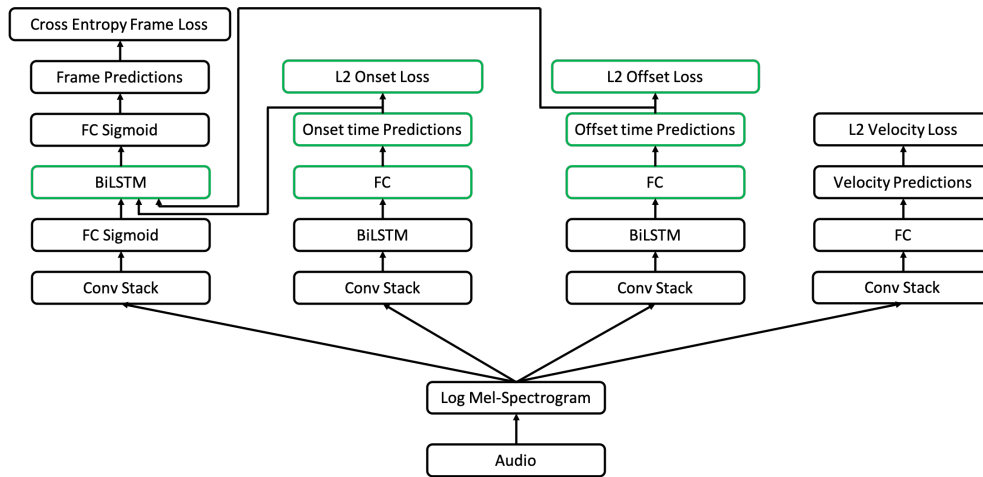 Cross Entropy Frame Loss
Frame Predictions
FC Sigmoid
BiLSTM
FC Sigmoid
Conv Stack
L2 Onset Loss
Onset time Predictions
FC
BiLSTM
Conv Stack
L2 Offset Loss
Offset time Predictions
FC
BiLSTM
Conv Stack
L2 Velocity Loss
Velocity Predictions
FC
Conv Stack
Log Mel-Spectrogram
Audio